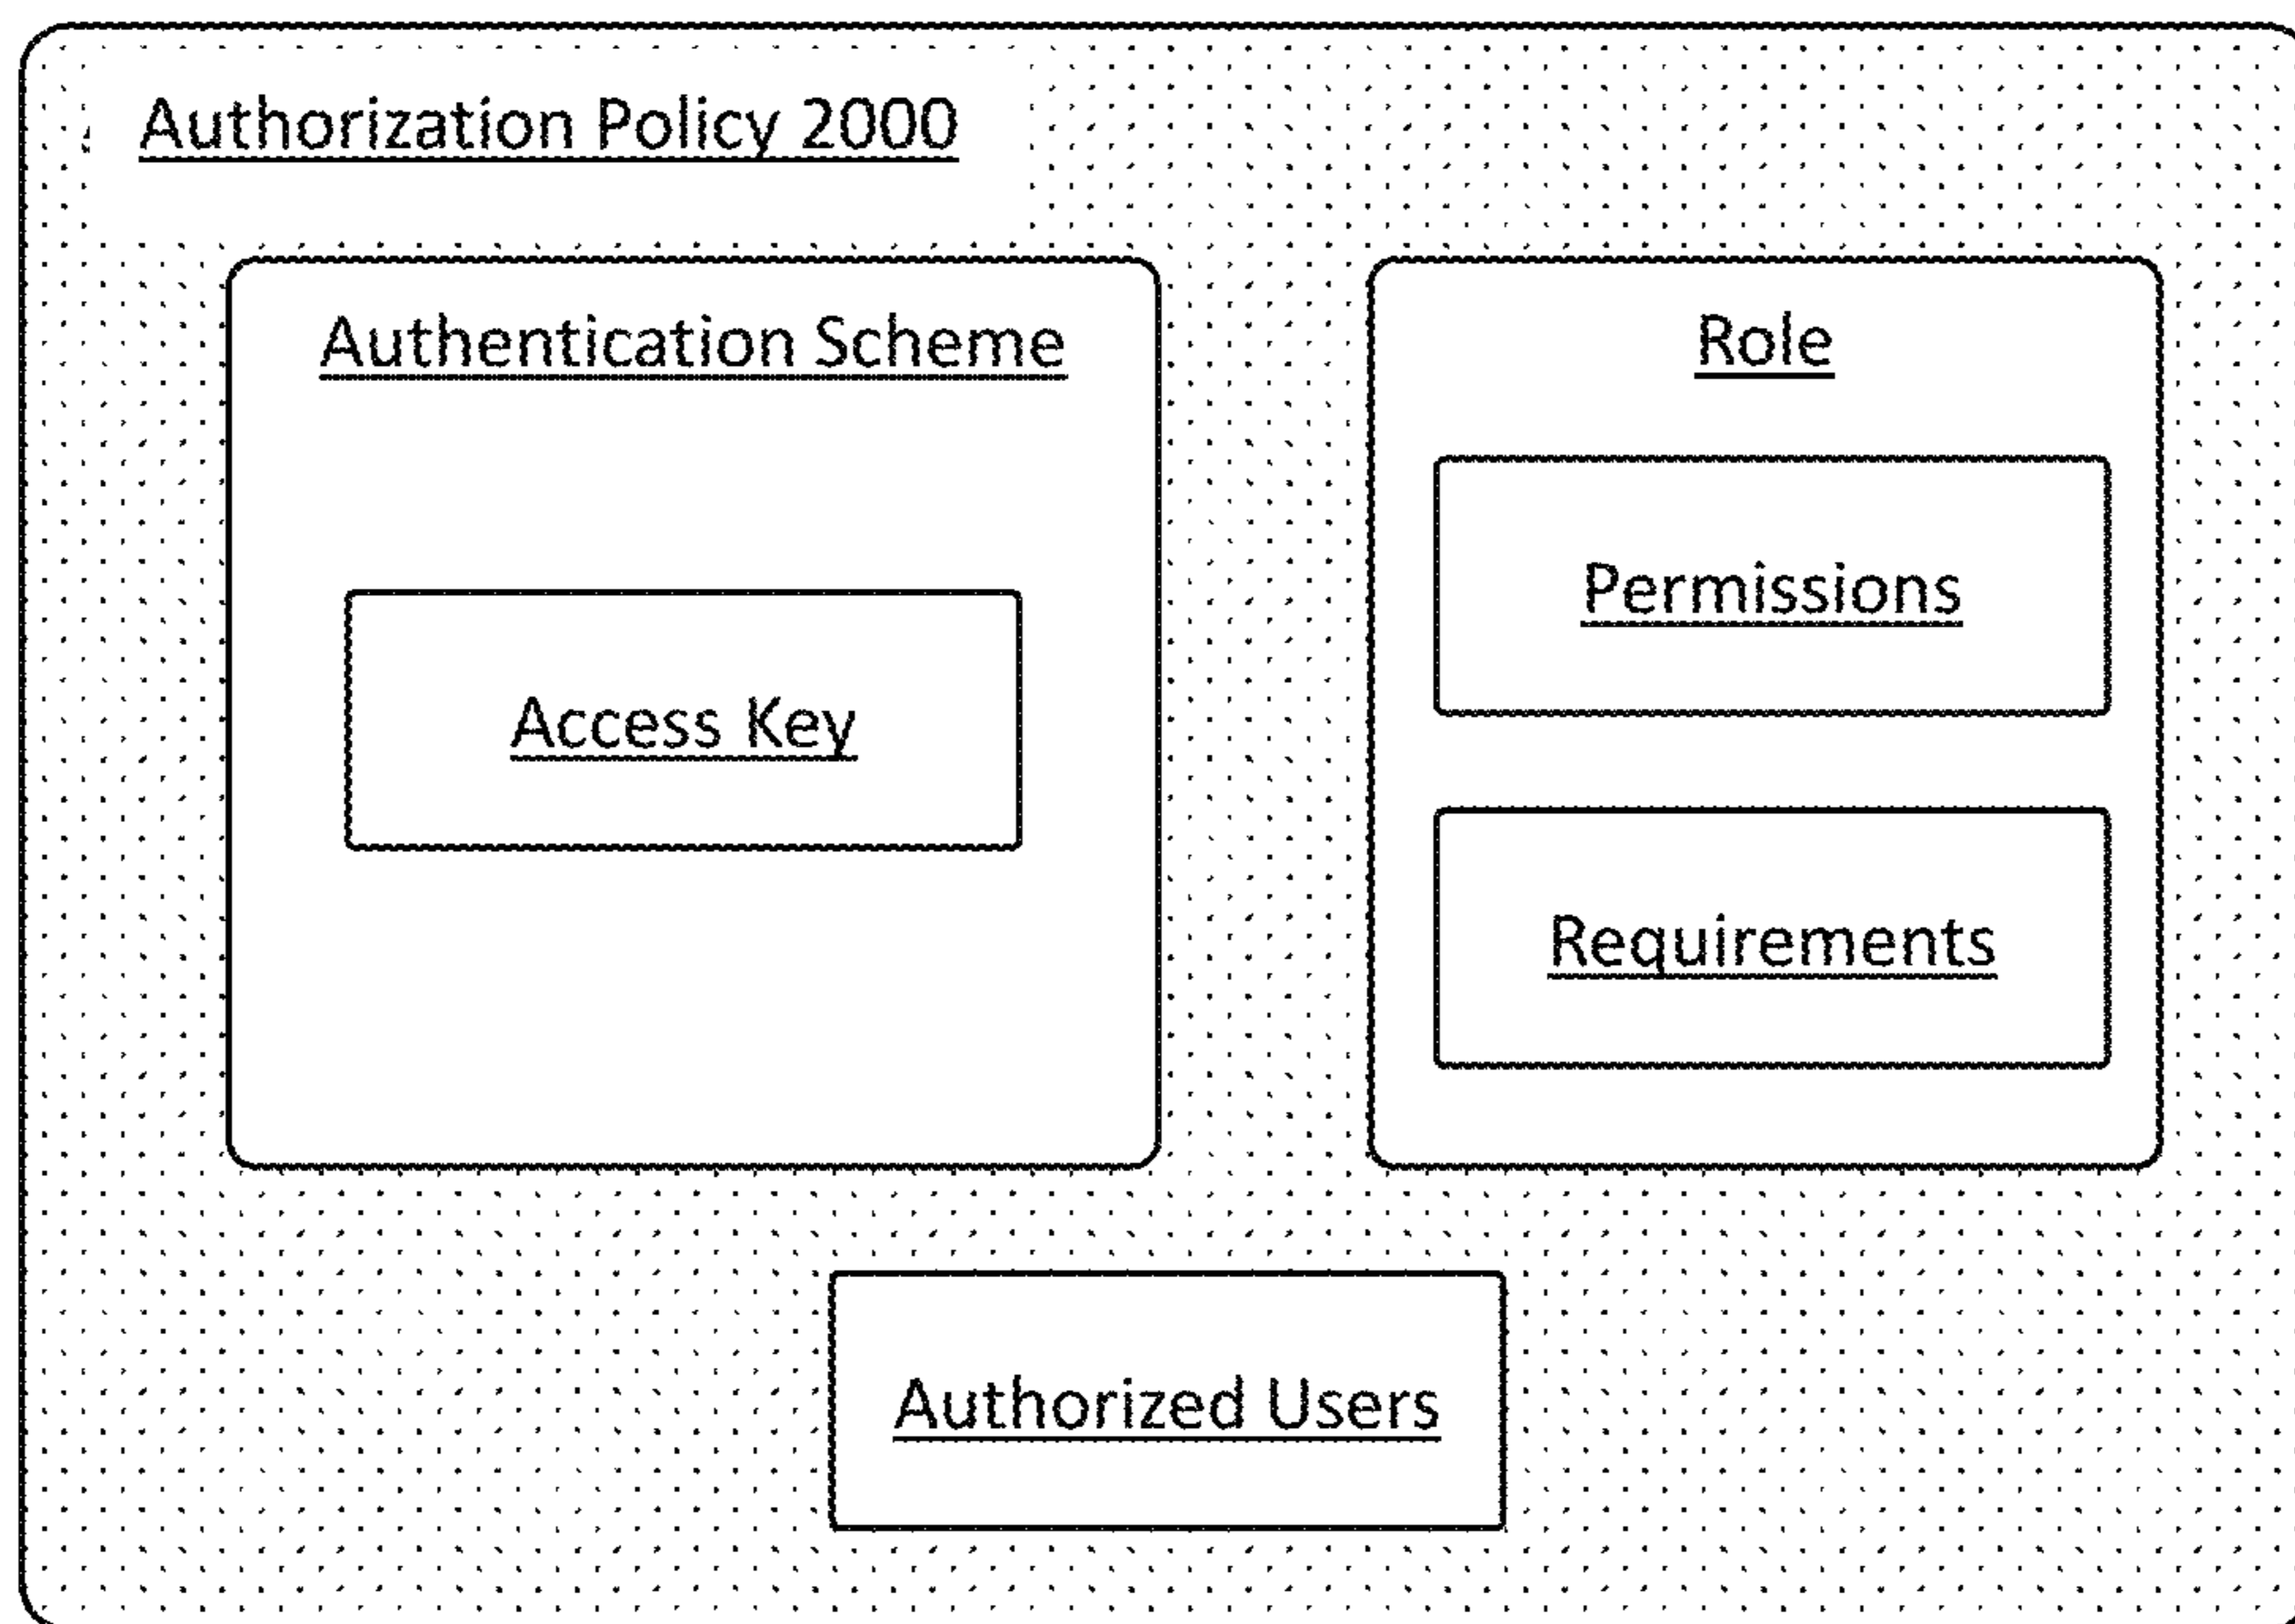 Authorization Policy 2000
Authentication Scheme
Access Key
Role
Permissions
Requirements
Authorized Users